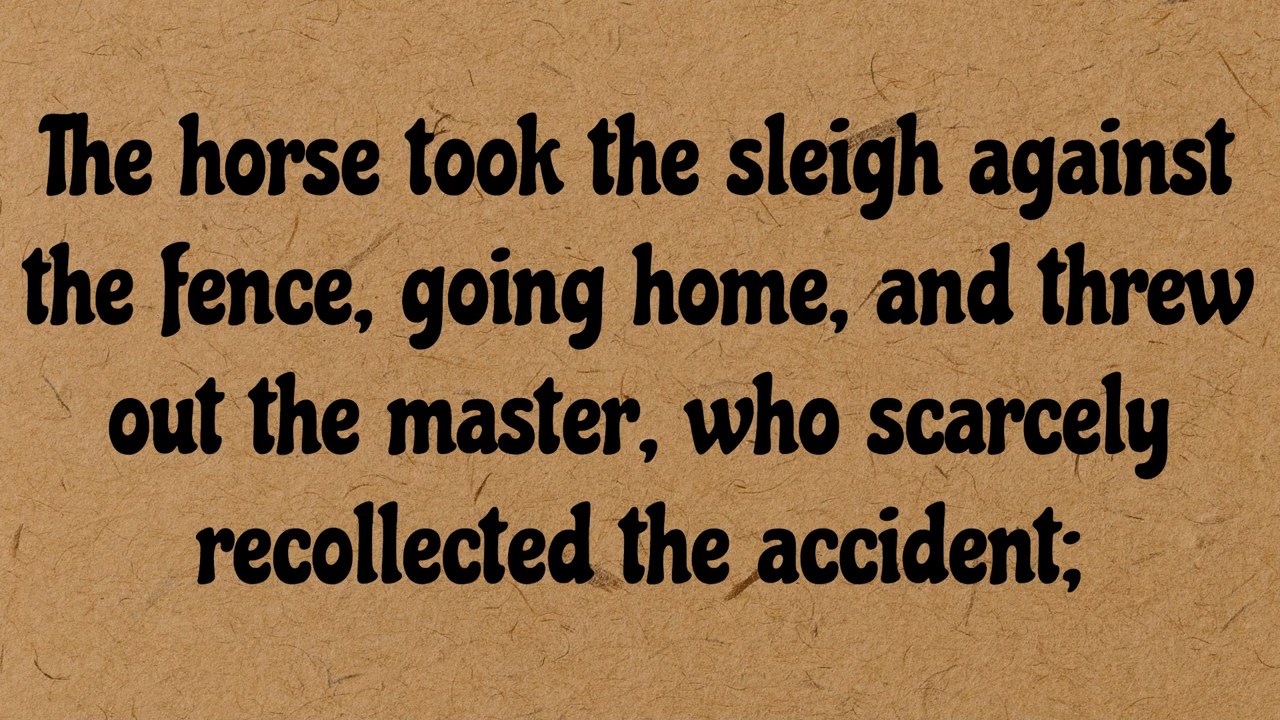 The horse took the sleigh against
the fence, going home, and threw
out the master, who scarcely
recollected the accident;